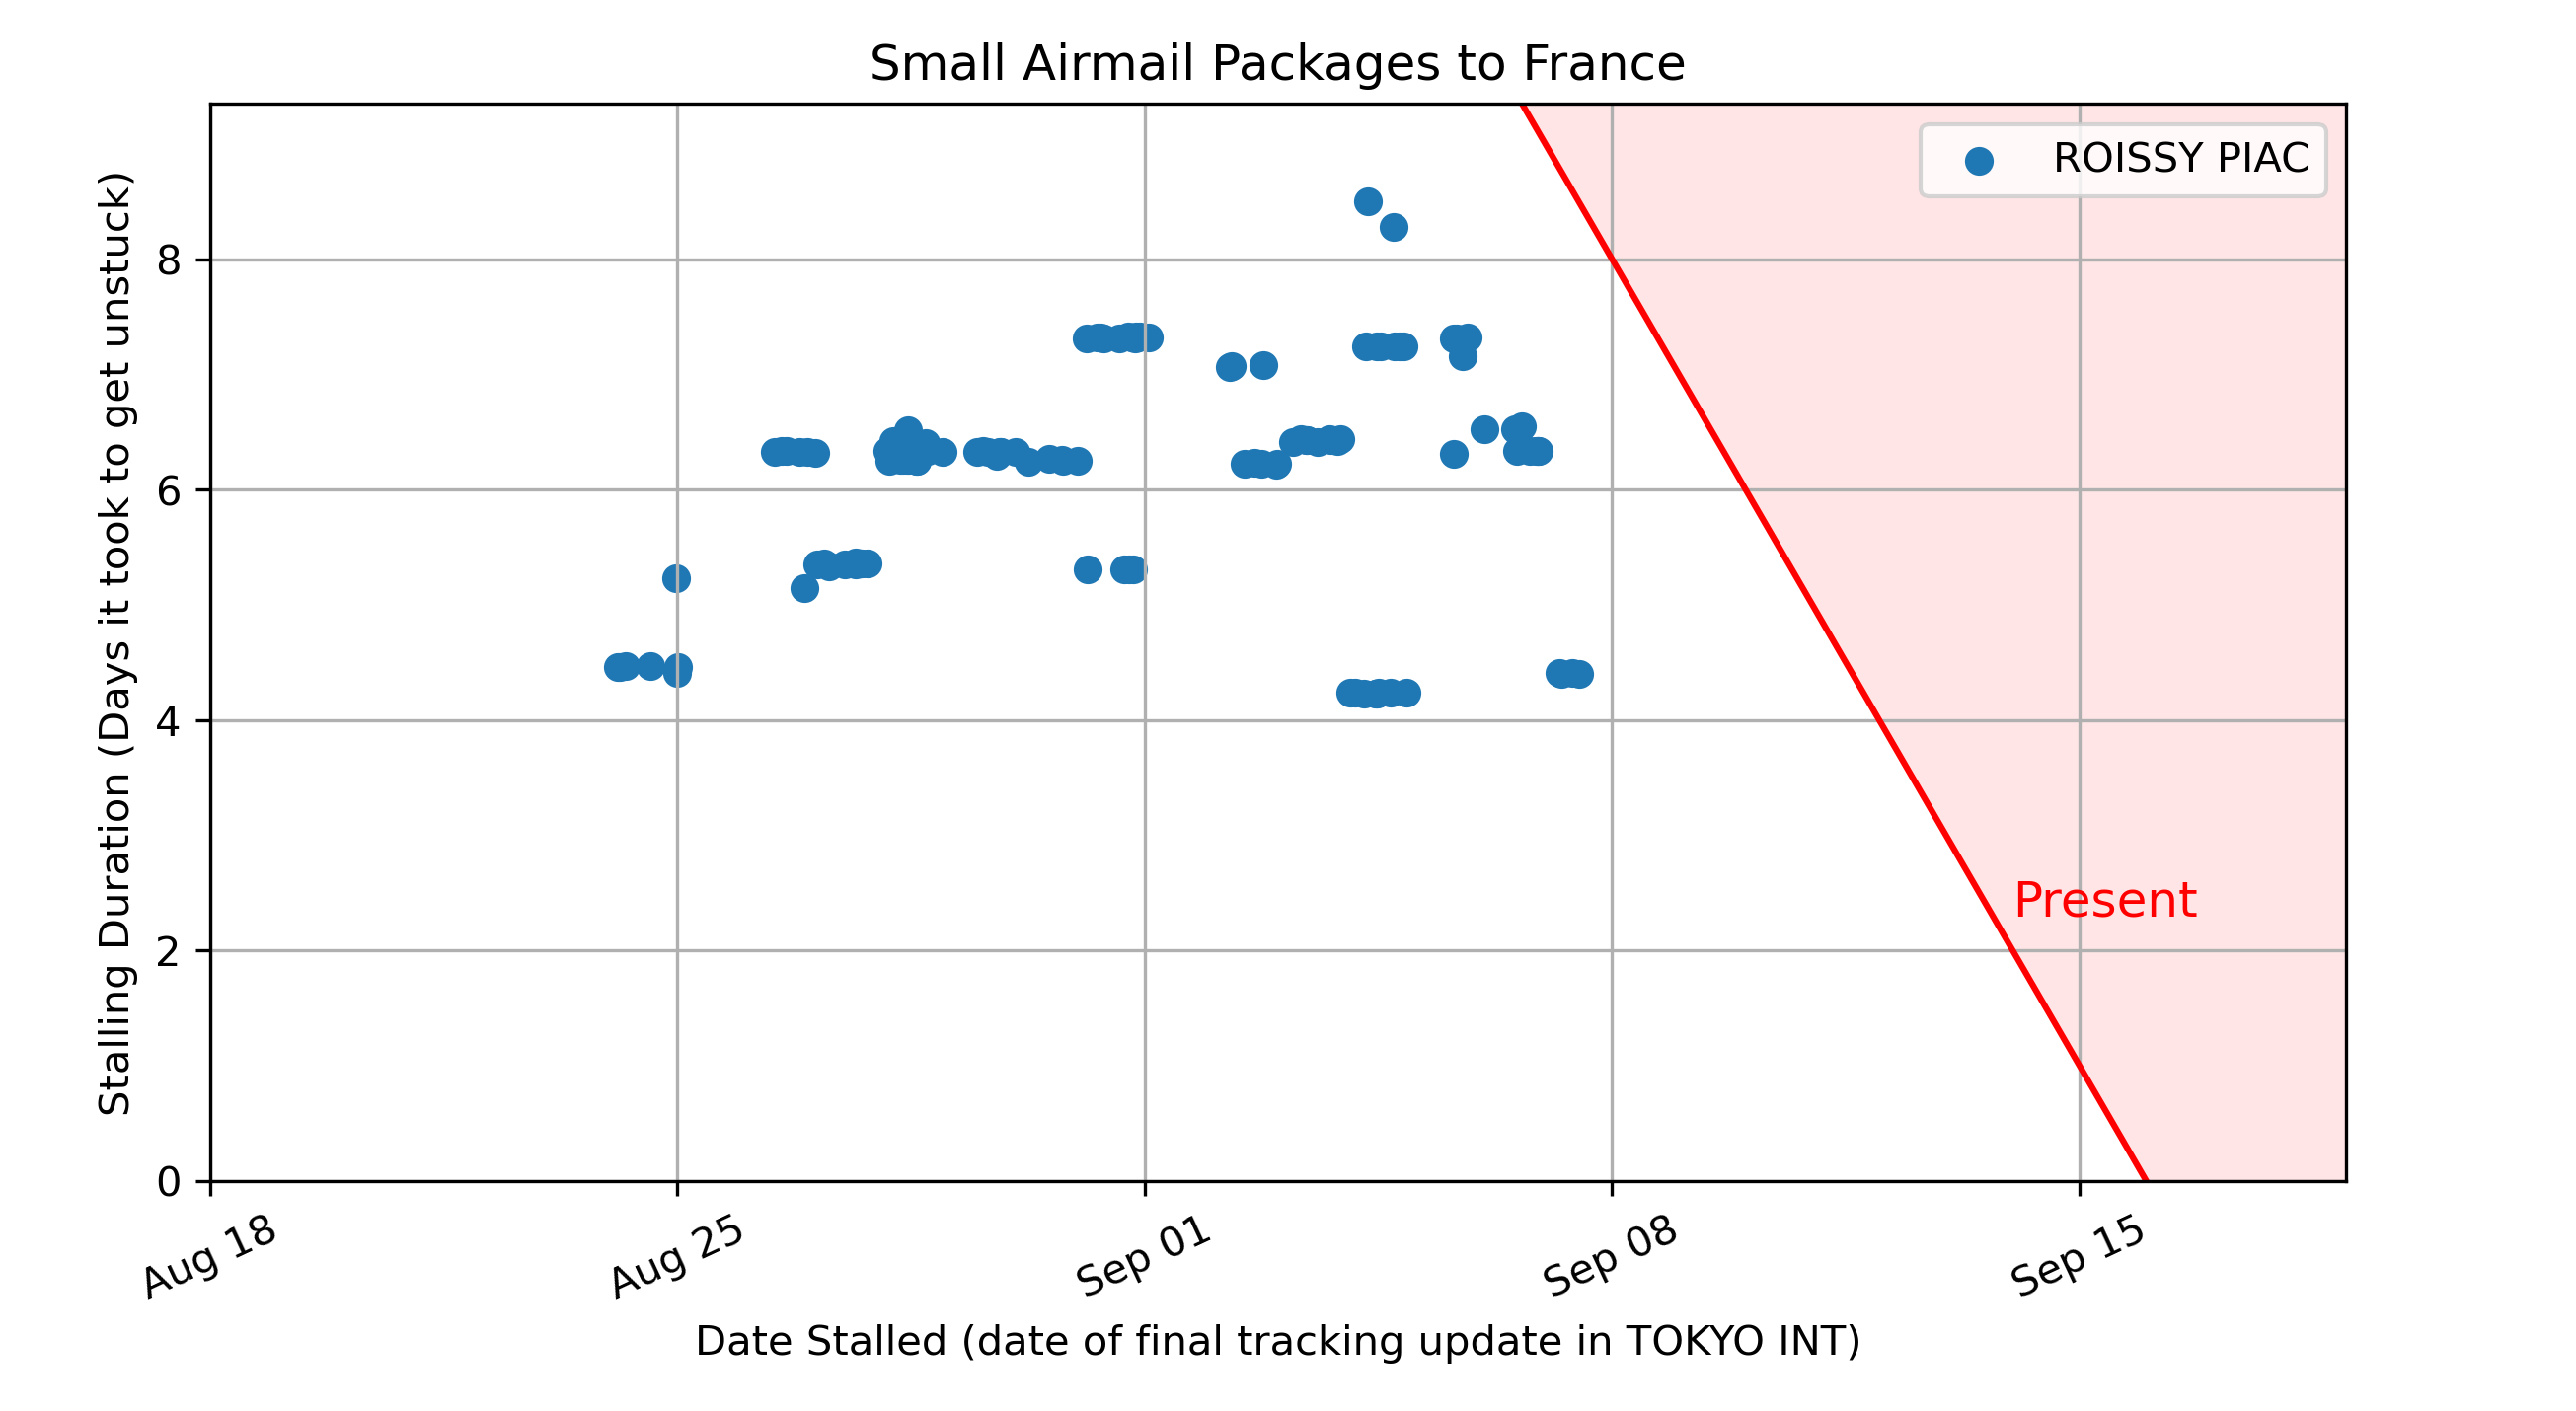 Small Airmail Packages to France
ROISSY PIAC
Stalling Duration (Days it took to get unstuck)
8
6
4
2
0
Present
Aug 18
Aug 25
Sep 01
Sep 08
Sep 15
Date Stalled (date of final tracking update in TOKYO INT)